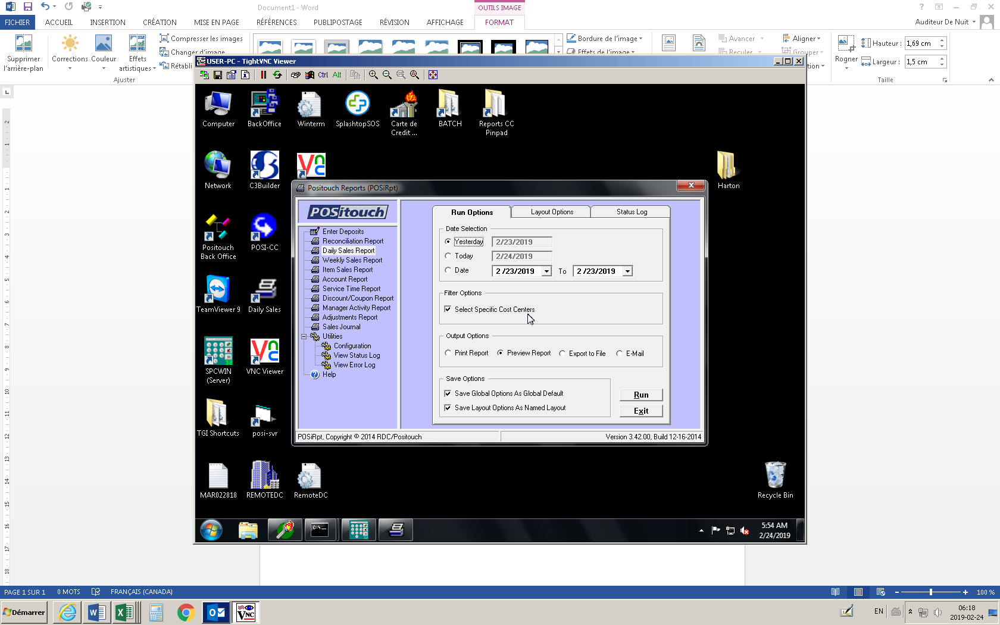 Document1 - Word
OUTILS IMAGE
FICHIER ACCUEIL INSERTION CRÉATION MISE EN PAGE RÉFÉRENCES PUBLIPOSTAGE RÉVISION AFFICHAGE FORMAT
Auditeur De Nuit
Supprimer
l'arrière-plan
Corrections
Couleur
Effets
artistiques
Compresser les images
Changer d'image
Rétabli
Ajuster
Bordure de l'image
Effets de l'image
Avancer
Reculer
Aligner
Grouper
tion
Rogner
Hauteur : 1,69 cm
Largeur : 1,5 cm
Taille
USER-PC - TightVNC Viewer
Ctrl Alt
Computer
BackOffice
Winterm
SplashtopSOS
Carte de
Credit ...
BATCH
Reports CC
Pinpad
Network
C3Builder
Harton
Positouch
Back Office
POSI-CC
TeamViewer 9
Daily Sales
SPCWIN
(Server)
VNC Viewer
TGI Shortcuts
posi-svr
MAR022818
REMOTEDC
RemoteDC
Recycle Bin
Positouch Reports (POSiRpt)
POSitouch
Enter Deposits
Reconciliation Report
Daily Sales Report
Weekly Sales Report
Item Sales Report
Account Report
Service Time Report
Discount/Coupon Report
Manager Activity Report
Adjustments Report
Sales Journal
Utilities
Configuration
View Status Log
View Error Log
Help
Run Options
Layout Options
Status Log
Date Selection
Yesterday 2/23/2019
Today 2/24/2019
Date 2 /23/2019 To 2 /23/2019
Filter Options
Select Specific Cost Centers
Output Options
Print Report Preview Report Export to File E-Mail
Save Options
Save Global Options As Global Default
Save Layout Options As Named Layout
Run
Exit
POSiRpt, Copyright © 2014 RDC/Positouch
Version 3.42.00, Build 12-16-2014
5:54 AM
2/24/2019
PAGE 1 SUR 1 0 MOTS FRANÇAIS (CANADA)
100 %
Démarrer
EN
06:18
2019-02-24